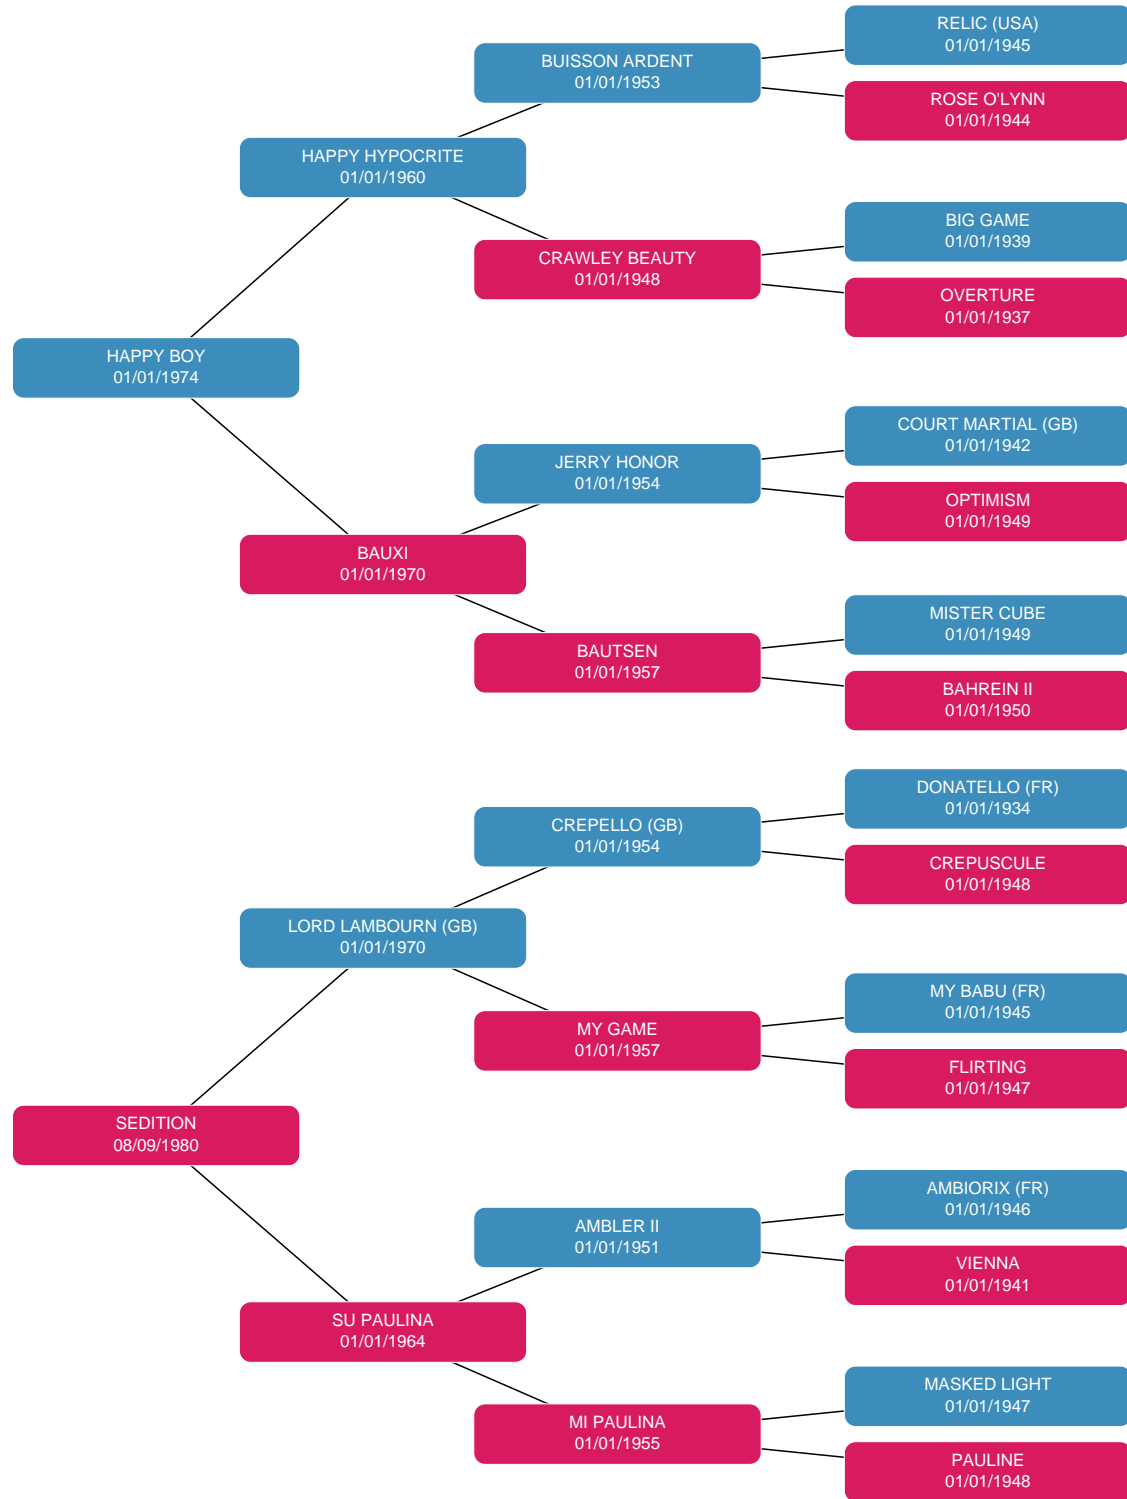 RELIC (USA)
01/01/1945
BUISSON ARDENT
01/01/1953
ROSE O'LYNN
01/01/1944
HAPPY HYPOCRITE
01/01/1960
BIG GAME
01/01/1939
CRAWLEY BEAUTY
01/01/1948
OVERTURE
01/01/1937
HAPPY BOY
01/01/1974
COURT MARTIAL (GB)
01/01/1942
JERRY HONOR
01/01/1954
OPTIMISM
01/01/1949
BAUXI
01/01/1970
MISTER CUBE
01/01/1949
BAUTSEN
01/01/1957
BAHREIN II
01/01/1950
DONATELLO (FR)
01/01/1934
CREPELLO (GB)
01/01/1954
CREPUSCULE
01/01/1948
LORD LAMBOURN (GB)
01/01/1970
MY BABU (FR)
01/01/1945
MY GAME
01/01/1957
FLIRTING
01/01/1947
SEDITION
08/09/1980
AMBIORIX (FR)
01/01/1946
AMBLER II
01/01/1951
VIENNA
01/01/1941
SU PAULINA
01/01/1964
MASKED LIGHT
01/01/1947
MI PAULINA
01/01/1955
PAULINE
01/01/1948